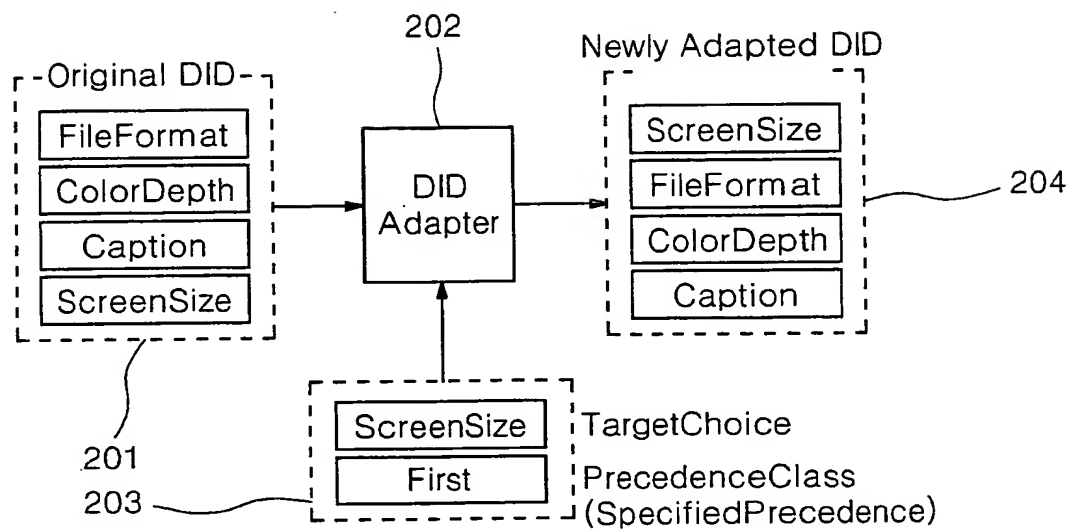 202
Newly Adapted DID
Original DID
FileFormat
ColorDepth
Caption
ScreenSize
DID
Adapter
ScreenSize
FileFormat
ColorDepth
Caption
204
201
ScreenSize
TargetChoice
First
PrecedenceClass
(SpecifiedPrecedence)
203